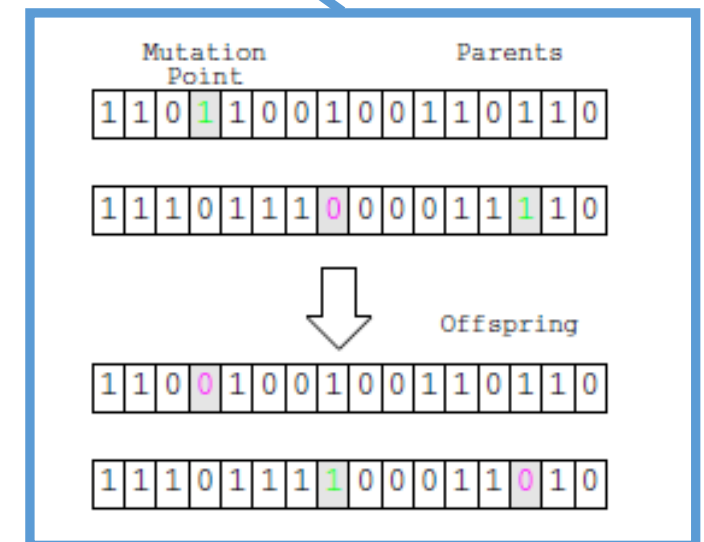 Mutation Parents
Point
1 1 0 1 1 0 0 1 0 0 1 1 0 1 1 0
1 1 1 0 1 1 1 0 0 0 0 1 1 1 1 0
Offspring
1 1 0 0 1 0 0 1 0 0 1 1 0 1 1 0
1 1 1 0 1 1 1 1 0 0 0 1 1 0 1 0